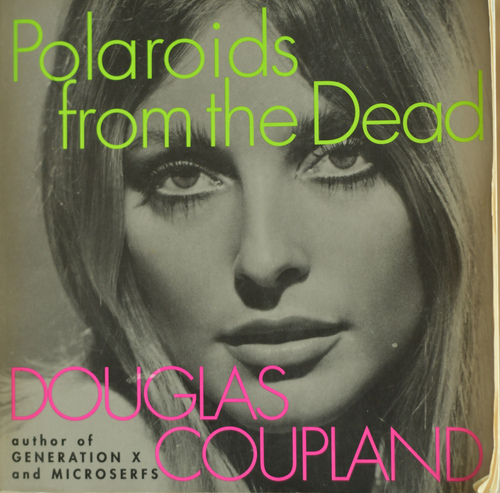 Polaroids
from the Dead
DOUGLAS
COUPLAND
author of
GENERATION X
and MICROSERFS